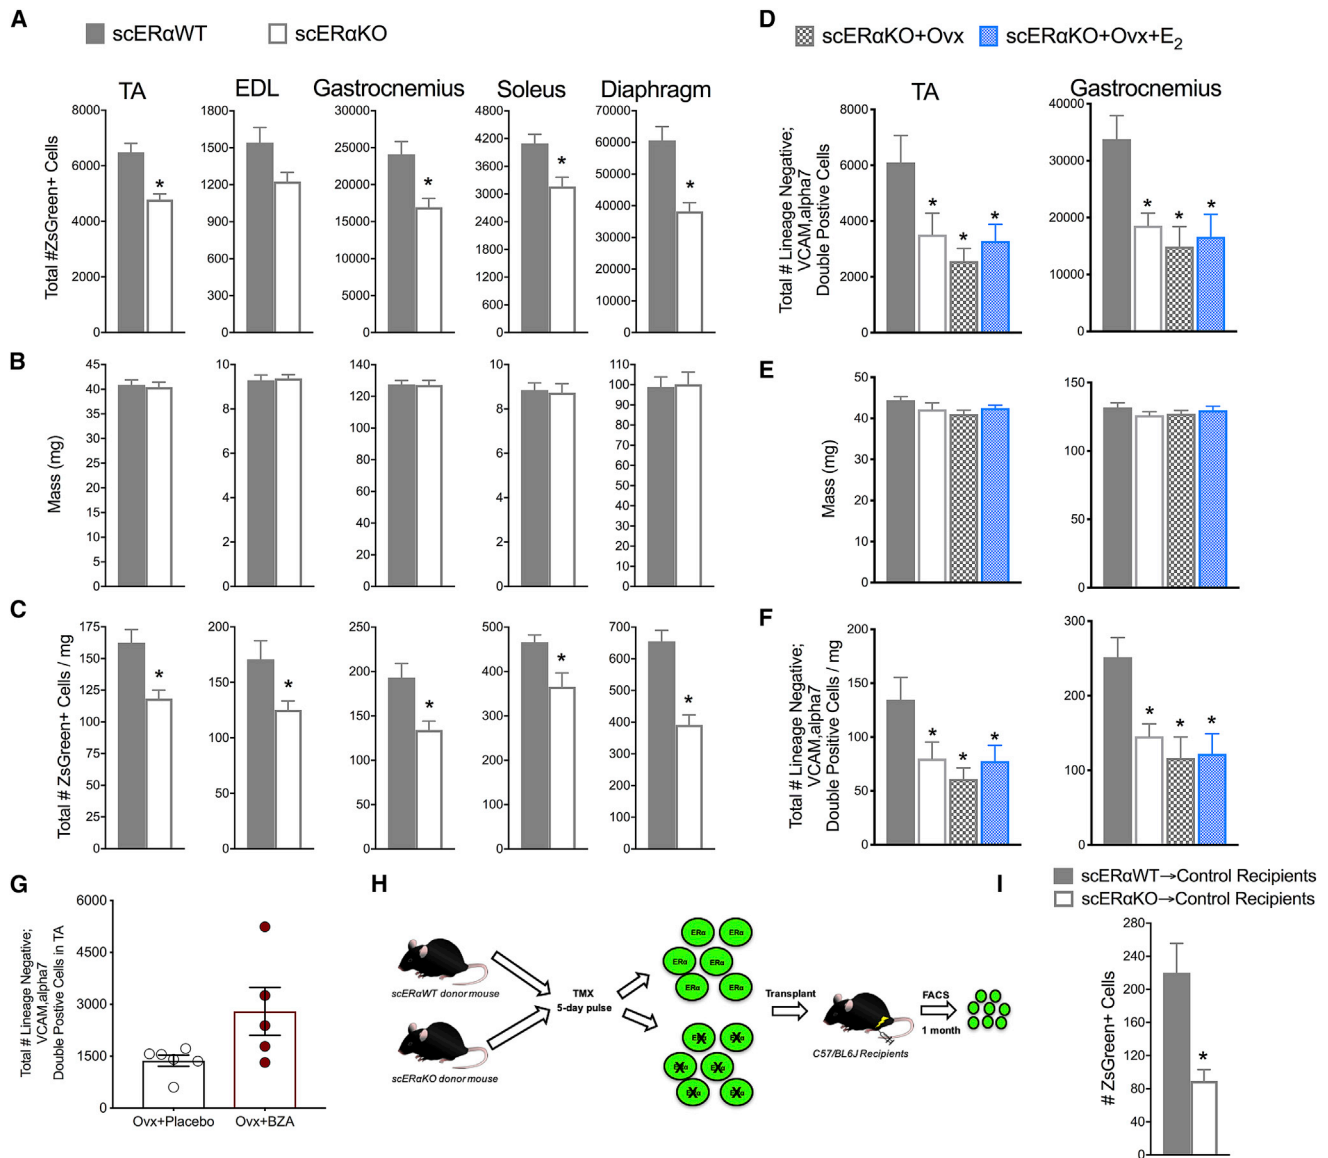 A
scERαWT
scERαKO
TA
EDL
Gastrocnemius
Soleus
Diaphragm
Total #ZsGreen+ Cells
8000
6000
4000
2000
0
1800
1500
1200
900
600
300
0
30000
25000
20000
15000
10000
5000
0
4800
4200
3600
3000
2400
1800
1200
600
0
70000
60000
50000
40000
30000
20000
10000
0
*
*
*
*
B
Mass (mg)
45
40
35
30
25
20
15
10
5
0
10
8
6
4
2
0
140
120
100
80
60
40
20
0
10
8
6
4
2
0
110
100
90
80
70
60
50
40
30
20
10
0
C
Total # ZsGreen+ Cells / mg
175
150
125
100
75
50
25
0
200
150
100
50
0
250
200
150
100
50
0
500
400
300
200
100
0
700
600
500
400
300
200
100
0
*
*
*
*
*
D
scERαKO+Ovx
scERαKO+Ovx+E2
TA
Gastrocnemius
Total # Lineage Negative;
VCAM,alpha7
Double Postive Cells
8000
6000
4000
2000
0
* * *
40000
30000
20000
10000
0
* * *
E
Mass (mg)
50
40
30
20
10
0
150
100
50
0
F
Total # Lineage Negative;
VCAM,alpha7
Double Positive Cells / mg
200
150
100
50
0
* * *
300
200
100
0
* * *
G
Total # Lineage Negative;
VCAM,alpha7
Double Positive Cells in TA
6000
4500
3000
1500
0
Ovx+Placebo
Ovx+BZA
H
scERαWT donor mouse
scERαKO donor mouse
TMX
5-day pulse
ERα
ERα
ERα
ERα
ERα
ERα
Transplant
C57/BL6J Recipients
FACS
1 month
I
scERαWT→Control Recipients
scERαKO→Control Recipients
# ZsGreen+ Cells
280
240
200
160
120
80
40
0
*